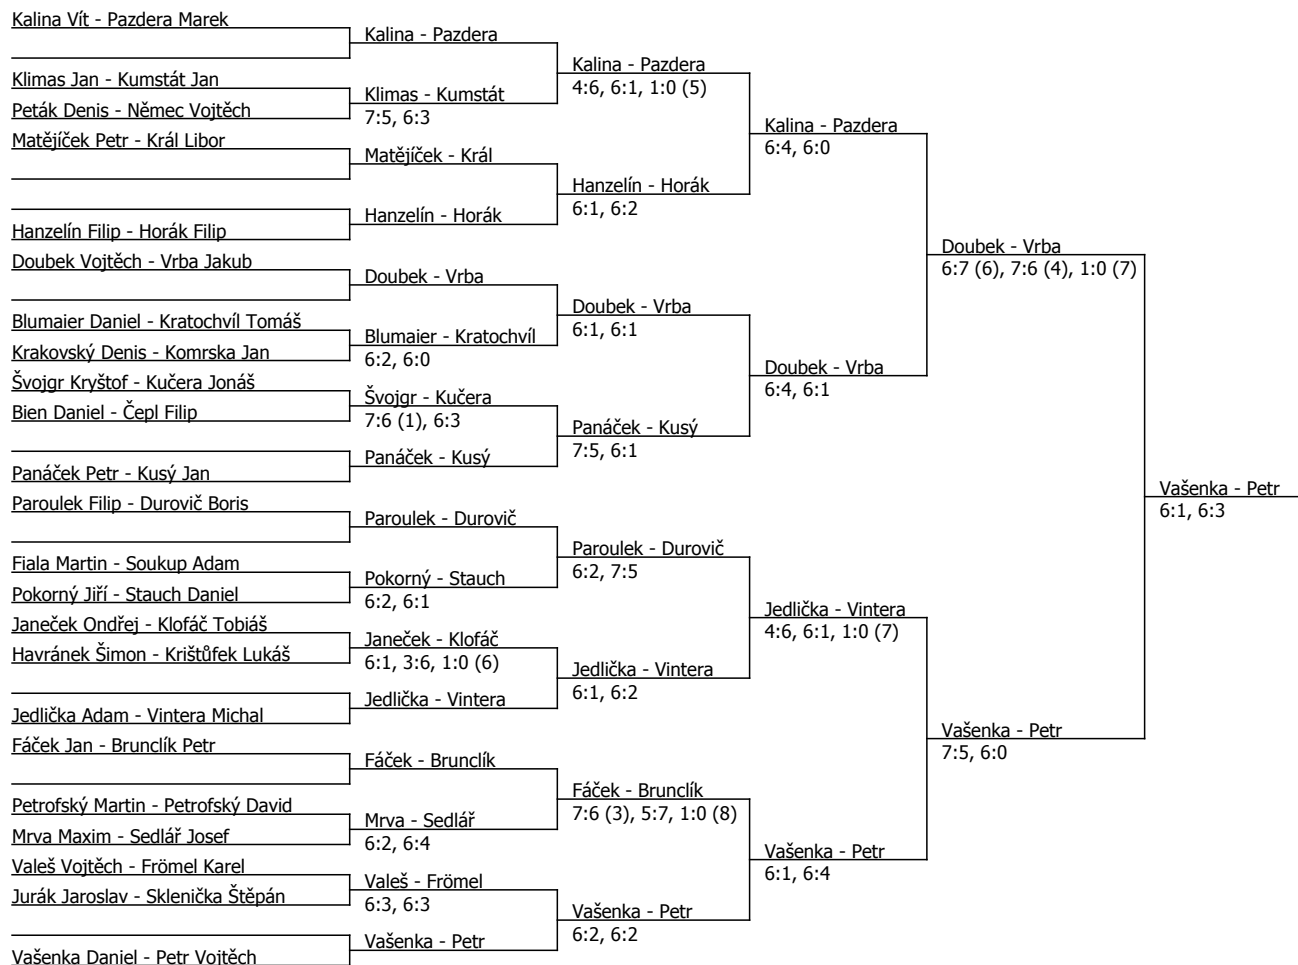 Kalina Vít - Pazdera Marek
Klimas Jan - Kumstát Jan
Peták Denis - Němec Vojtěch
Matějíček Petr - Král Libor
Hanzelín Filip - Horák Filip
Doubek Vojtěch - Vrba Jakub
Blumaier Daniel - Kratochvíl Tomáš
Krakovský Denis - Komrska Jan
Švojgr Kryštof - Kučera Jonáš
Bien Daniel - Čepl Filip
Panáček Petr - Kusý Jan
Paroulek Filip - Durovič Boris
Fiala Martin - Soukup Adam
Pokorný Jiří - Stauch Daniel
Janeček Ondřej - Klofáč Tobiáš
Havránek Šimon - Krištůfek Lukáš
Jedlička Adam - Vintera Michal
Fáček Jan - Brunclík Petr
Petrofský Martin - Petrofský David
Mrva Maxim - Sedlář Josef
Valeš Vojtěch - Frömel Karel
Jurák Jaroslav - Sklenička Štěpán
Vašenka Daniel - Petr Vojtěch
Kalina - Pazdera
Klimas - Kumstát
7:5, 6:3
Matějíček - Král
Hanzelín - Horák
Doubek - Vrba
Blumaier - Kratochvíl
6:2, 6:0
Švojgr - Kučera
7:6 (1), 6:3
Panáček - Kusý
Paroulek - Durovič
Pokorný - Stauch
6:2, 6:1
Janeček - Klofáč
6:1, 3:6, 1:0 (6)
Jedlička - Vintera
Fáček - Brunclík
Mrva - Sedlář
6:2, 6:4
Valeš - Frömel
6:3, 6:3
Vašenka - Petr
Kalina - Pazdera
4:6, 6:1, 1:0 (5)
Hanzelín - Horák
6:1, 6:2
Doubek - Vrba
6:1, 6:1
Panáček - Kusý
7:5, 6:1
Paroulek - Durovič
6:2, 7:5
Jedlička - Vintera
6:1, 6:2
Fáček - Brunclík
7:6 (3), 5:7, 1:0 (8)
Vašenka - Petr
6:2, 6:2
Kalina - Pazdera
6:4, 6:0
Doubek - Vrba
6:4, 6:1
Jedlička - Vintera
4:6, 6:1, 1:0 (7)
Vašenka - Petr
6:1, 6:4
Doubek - Vrba
6:7 (6), 7:6 (4), 1:0 (7)
Vašenka - Petr
7:5, 6:0
Vašenka - Petr
6:1, 6:3